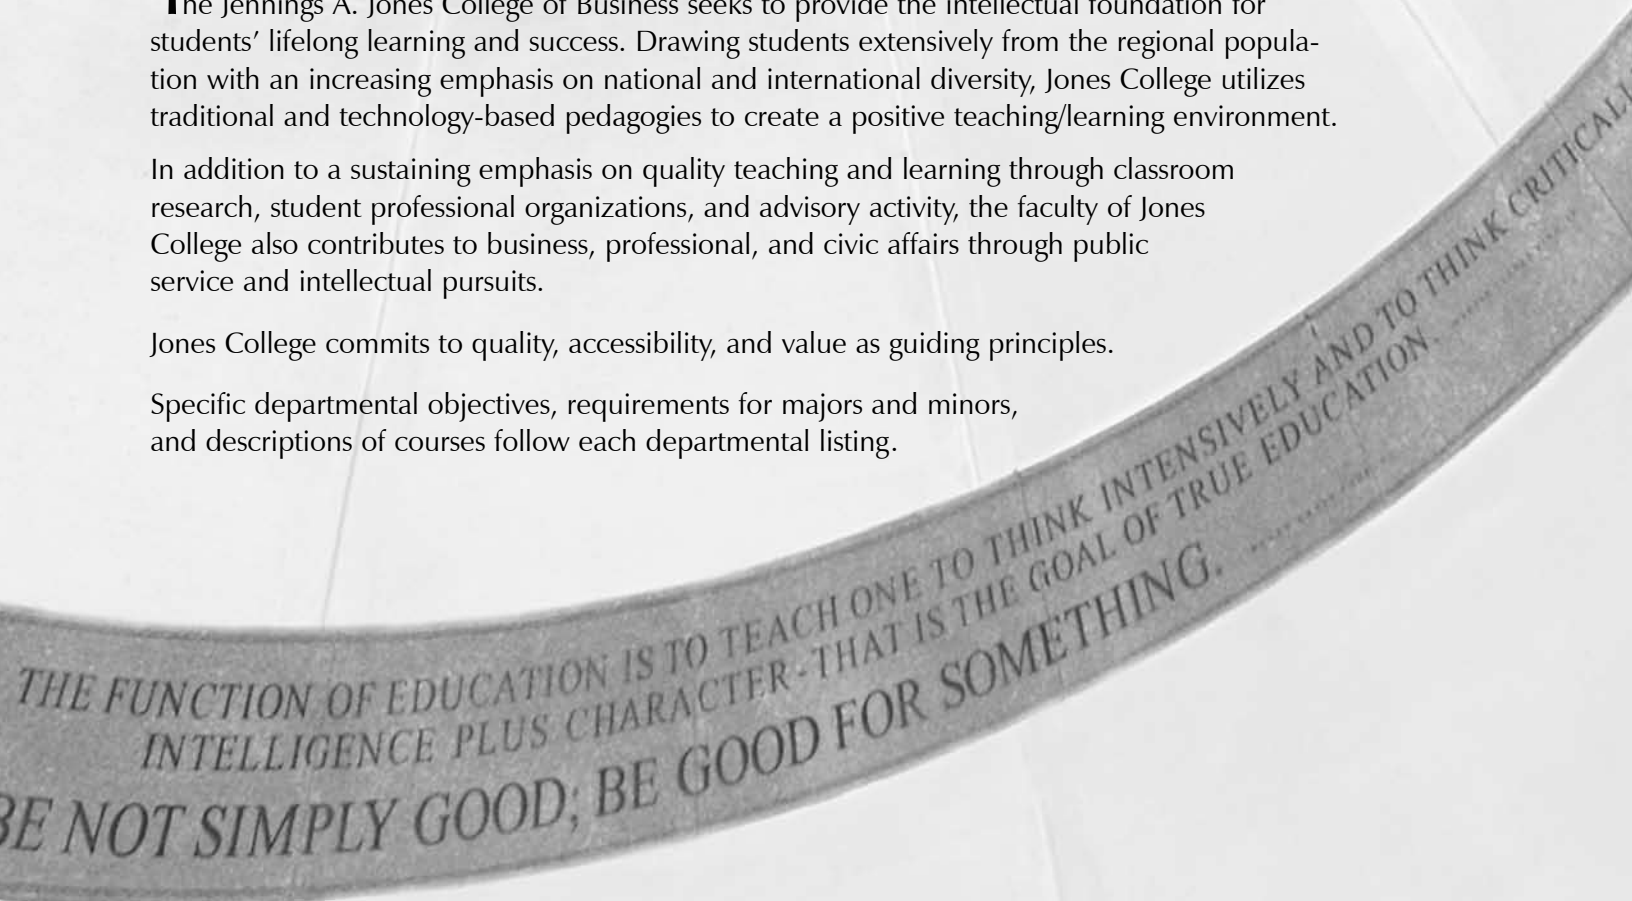 The Jennings A. Jones College of Business seeks to provide the intellectual foundation for
students’ lifelong learning and success. Drawing students extensively from the regional popula-
tion with an increasing emphasis on national and international diversity, Jones College utilizes
traditional and technology-based pedagogies to create a positive teaching/learning environment.
In addition to a sustaining emphasis on quality teaching and learning through classroom
research, student professional organizations, and advisory activity, the faculty of Jones
College also contributes to business, professional, and civic affairs through public
service and intellectual pursuits.
Jones College commits to quality, accessibility, and value as guiding principles.
Specific departmental objectives, requirements for majors and minors,
and descriptions of courses follow each departmental listing.
THE FUNCTION OF EDUCATION IS TO TEACH ONE TO THINK INTENSIVELY AND TO THINK CRITICALL
INTELLIGENCE PLUS CHARACTER-THAT IS THE GOAL OF TRUE EDUCATION.
BE NOT SIMPLY GOOD; BE GOOD FOR SOMETHING.